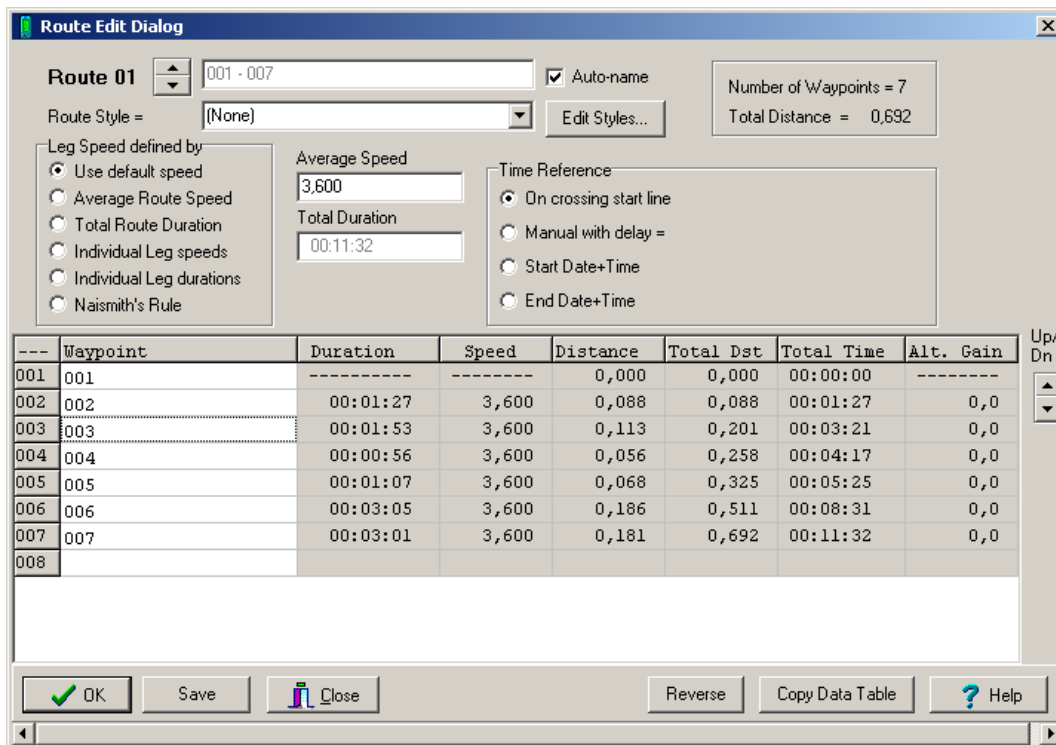 Route Edit Dialog
Route 01 001 - 007 Auto-name
Number of Waypoints = 7
Route Style = (None) Edit Styles...
Total Distance = 0,692
Leg Speed defined by
Use default speed
Average Route Speed
Total Route Duration
Individual Leg speeds
Individual Leg durations
Naismith's Rule
Average Speed
3,600
Total Duration
00:11:32
Time Reference
On crossing start line
Manual with delay =
Start Date+Time
End Date+Time
Up/
Dn
--- Waypoint Duration Speed Distance Total Dst Total Time Alt. Gain
001 001 ---------- -------- 0,000 0,000 00:00:00 --------
002 002 00:01:27 3,600 0,088 0,088 00:01:27 0,0
003 003 00:01:53 3,600 0,113 0,201 00:03:21 0,0
004 004 00:00:56 3,600 0,056 0,258 00:04:17 0,0
005 005 00:01:07 3,600 0,068 0,325 00:05:25 0,0
006 006 00:03:05 3,600 0,186 0,511 00:08:31 0,0
007 007 00:03:01 3,600 0,181 0,692 00:11:32 0,0
008
OK Save Close Reverse Copy Data Table ? Help